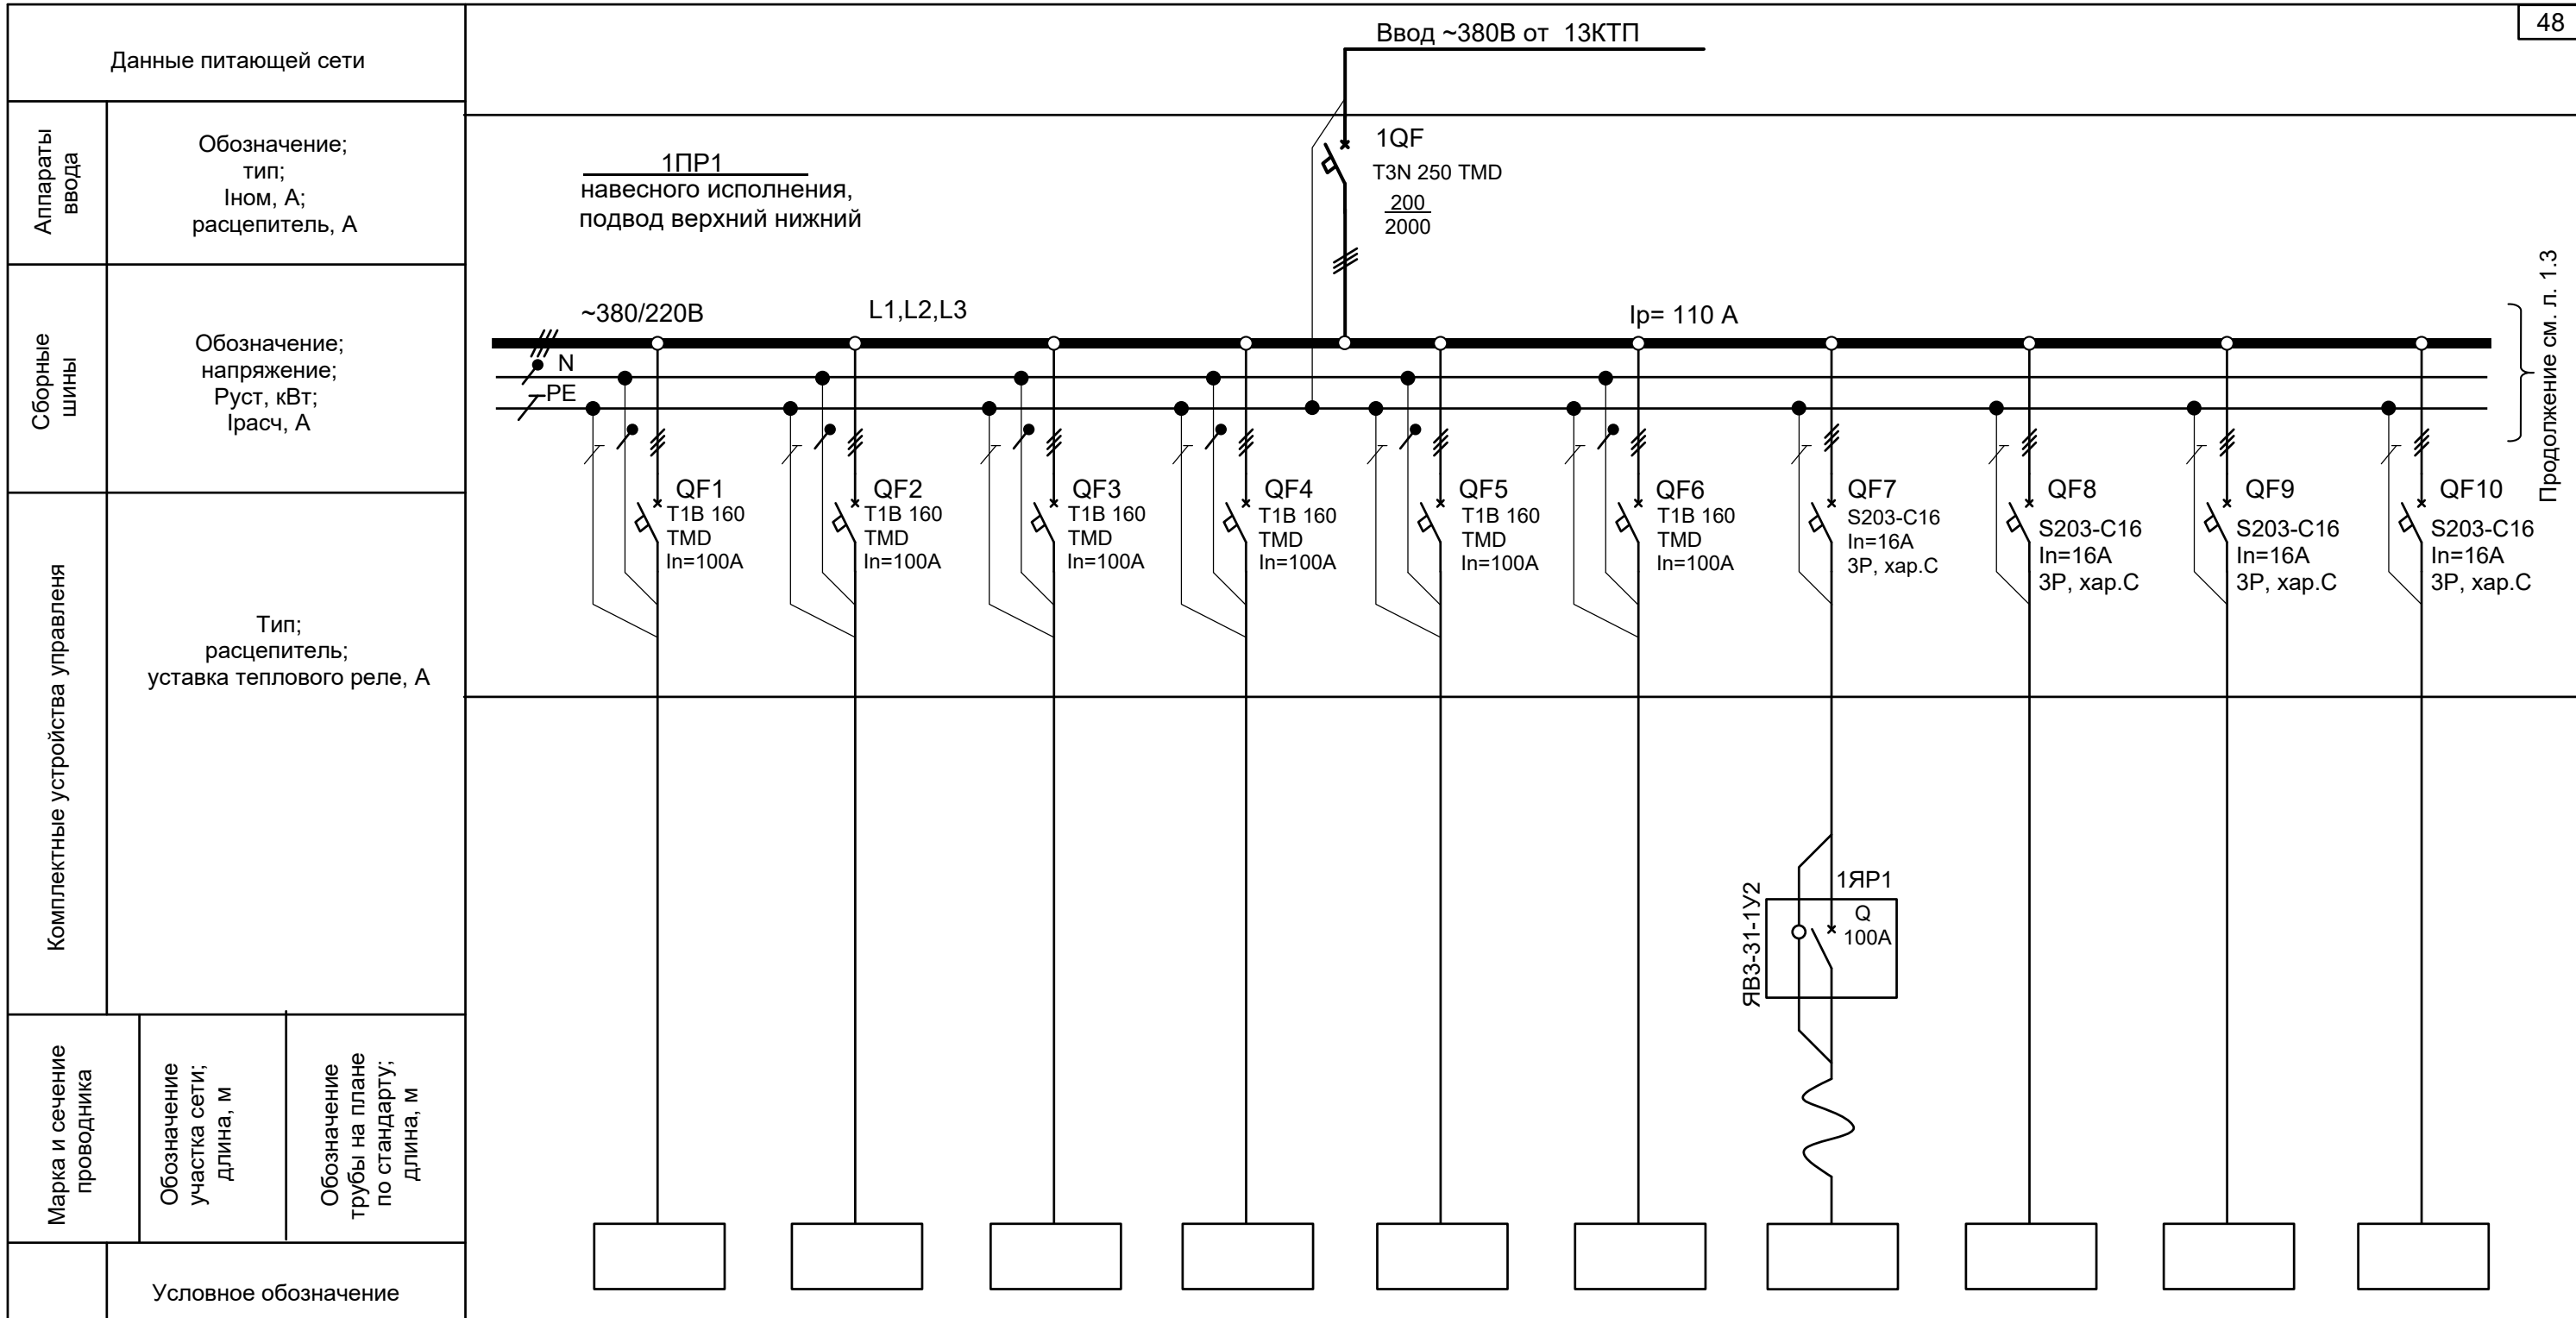 48
Ввод ~380В от 13КТП
Данные питающей сети
Аппараты
ввода
Обозначение;
тип;
Iном, А;
расцепитель, А
1ПР1
навесного исполнения,
подвод верхний нижний
1QF
T3N 250 TMD
200
2000
Сборные
шины
Обозначение;
напряжение;
Руст, кВт;
Iрасч, А
~380/220В
L1,L2,L3
Iр= 110 А
N
PE
Продолжение см. л. 1.3
Комплектные устройства управленя
Тип;
расцепитель;
уставка теплового реле, А
QF1
T1B 160
TMD
In=100A
QF2
T1B 160
TMD
In=100A
QF3
T1B 160
TMD
In=100A
QF4
T1B 160
TMD
In=100A
QF5
T1B 160
TMD
In=100A
QF6
T1B 160
TMD
In=100A
QF7
S203-C16
In=16A
3P, хар.С
QF8
S203-C16
In=16A
3P, хар.С
QF9
S203-C16
In=16A
3P, хар.С
QF10
S203-C16
In=16A
3P, хар.С
ЯВ3-31-1У2
1ЯР1
Q
100А
Марка и сечение
проводника
Обозначение
участка сети;
длина, м
Обозначение
трубы на плане
по стандарту;
длина, м
Условное обозначение